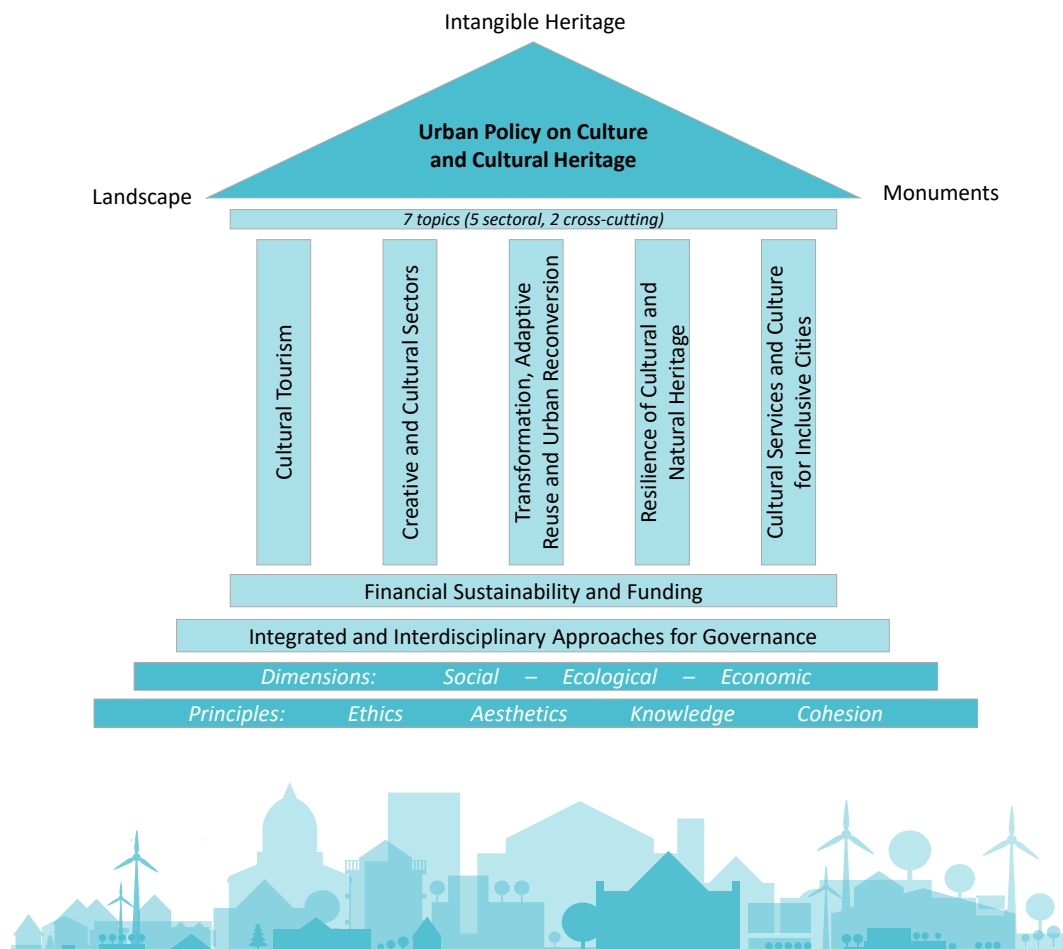 Intangible Heritage
Urban Policy on Culture
and Cultural Heritage
Landscape
Monuments
7 topics (5 sectoral, 2 cross-cutting)
Cultural Tourism
Creative and Cultural Sectors
Transformation, Adaptive
Reuse and Urban Reconversion
Resilience of Cultural and
Natural Heritage
Cultural Services and Culture
for Inclusive Cities
Financial Sustainability and Funding
Integrated and Interdisciplinary Approaches for Governance
Dimensions: Social – Ecological – Economic
Principles: Ethics Aesthetics Knowledge Cohesion